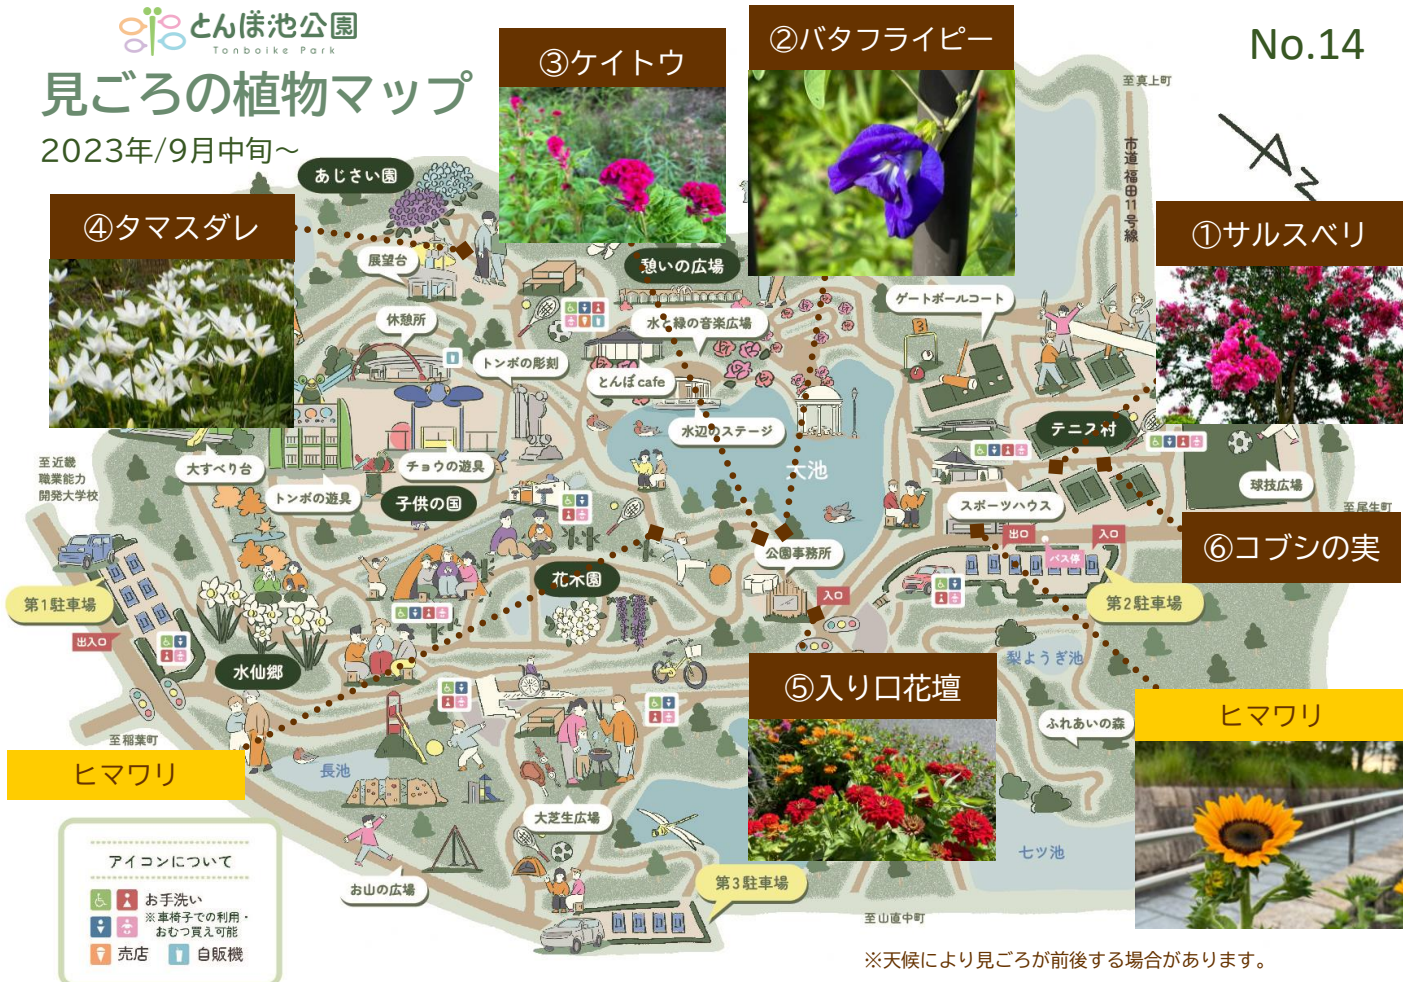 とんぼ池公園
Tonboike Park
見ごろの植物マップ
2023年/9月中旬～
No.14
③ケイトウ
②バタフライピー
④タマスダレ
①サルスベリ
あじさい園
展望台
休憩所
憩いの広場
水と緑の音楽広場
とんぼcafe
トンボの彫刻
水辺のステージ
大池
ゲートボールコート
至真上町
市道福田11号線
テニス村
球技広場
至尾生町
スポーツハウス
⑥コブシの実
至近畿
職業能力
開発大学校
大すべり台
トンボの遊具
チョウの遊具
子供の国
花木園
公園事務所
入口
出口
入口
バス停
第1駐車場
出入口
水仙郷
第2駐車場
梨ようぎ池
ふれあいの森
⑤入り口花壇
ヒマワリ
至稲葉町
ヒマワリ
長池
大芝生広場
お山の広場
第3駐車場
七ツ池
至山直中町
アイコンについて
お手洗い
※車椅子での利用・
おむつ買え可能
売店
自販機
※天候により見ごろが前後する場合があります。